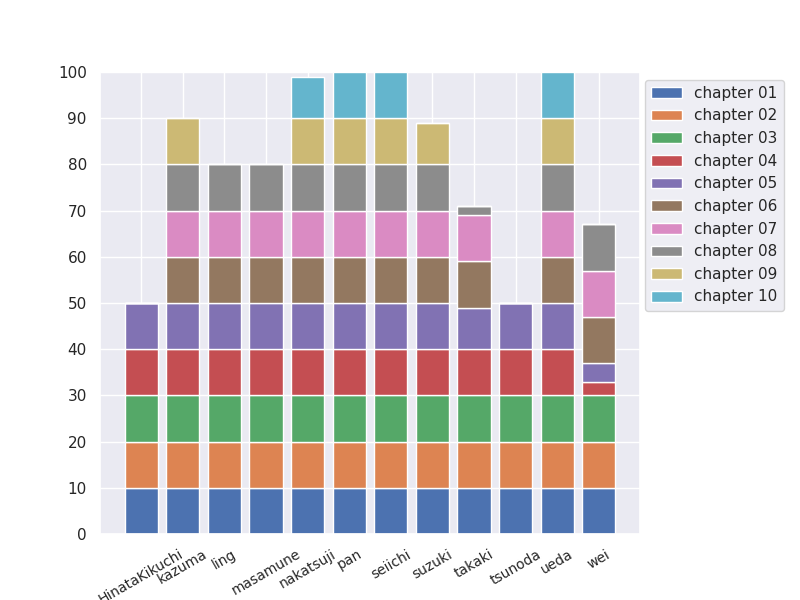 100
90
80
70
60
50
40
30
20
10
0
HinataKikuchi
kazuma
ling
masamune
nakatsuji
pan
seiichi
suzuki
takaki
tsunoda
ueda
wei
chapter 01
chapter 02
chapter 03
chapter 04
chapter 05
chapter 06
chapter 07
chapter 08
chapter 09
chapter 10